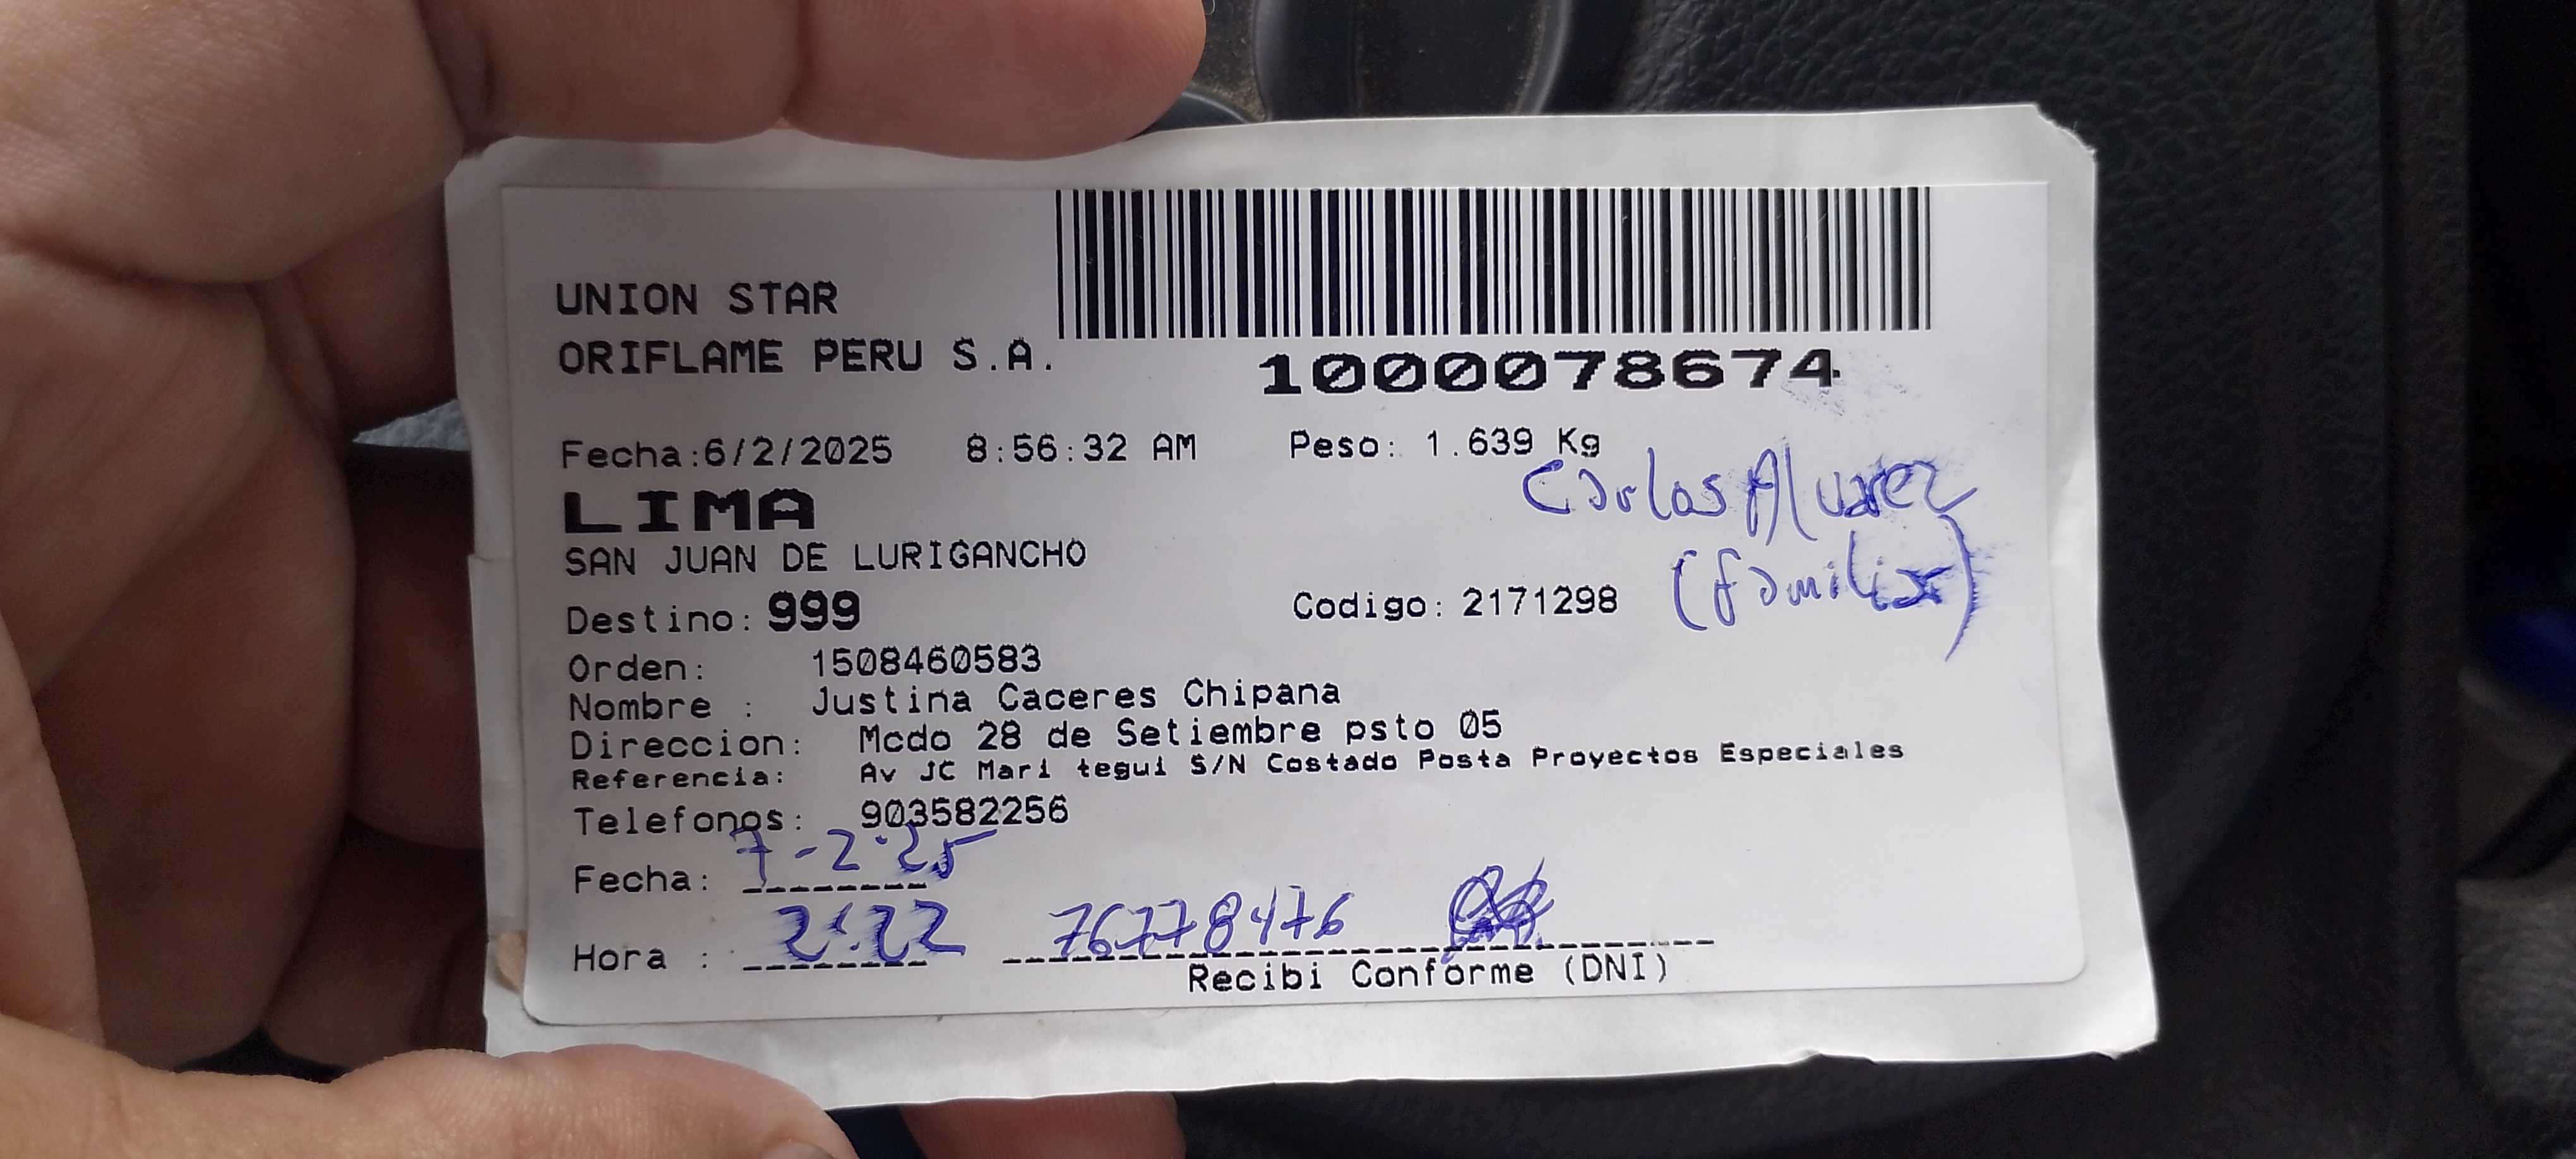 UNION STAR
ORIFLAME PERU S.A.
1000078674
Fecha:6/2/2025 8:56:32 AM Peso: 1.639 Kg
Carlos Alvarez
LIMA
(familiar)
SAN JUAN DE LURIGANCHO
Destino: 999 Codigo: 2171298
Orden: 1508460583
Nombre : Justina Caceres Chipana
Direccion: Mcdo 28 de Setiembre psto 05
Referencia: Av JC Mari tegui S/N Costado Posta Proyectos Especiales
Telefonos: 903582256
Fecha: 7-2-25
Hora : 2:22 76778476
Recibi Conforme (DNI)